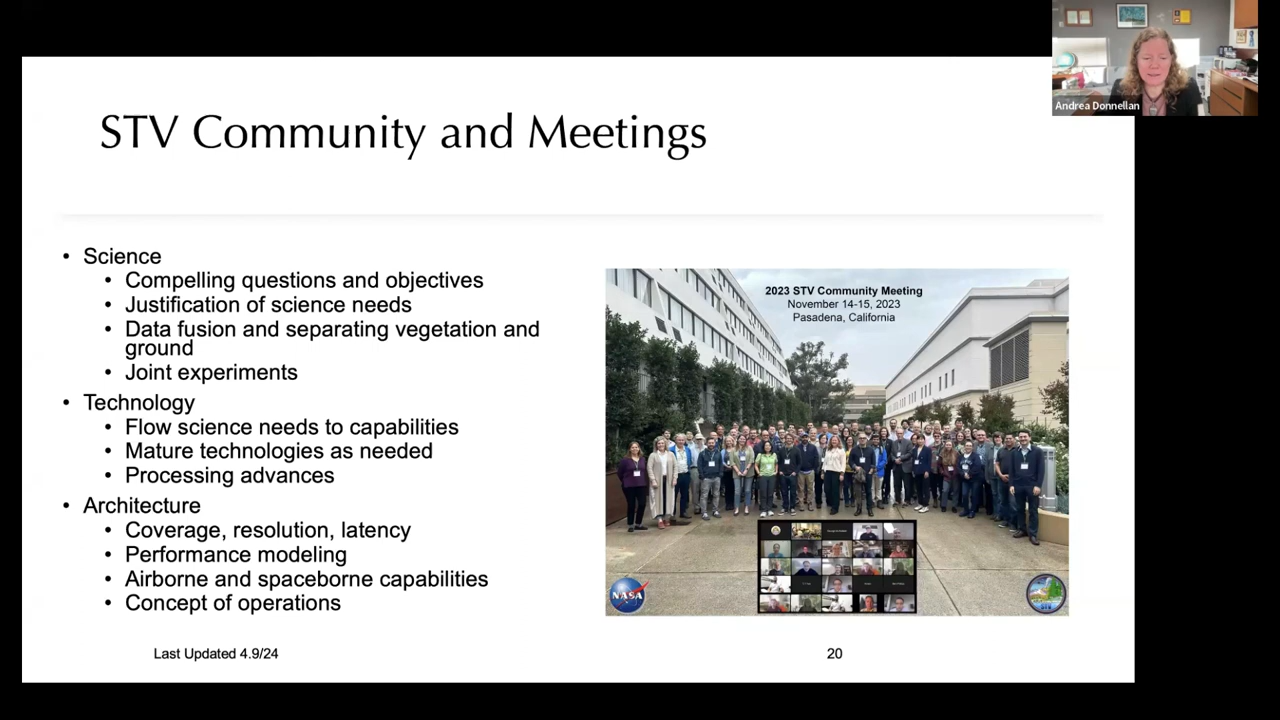 Andrea Donnellan
STV Community and Meetings
• Science
• Compelling questions and objectives
• Justification of science needs
• Data fusion and separating vegetation and
ground
• Joint experiments
• Technology
• Flow science needs to capabilities
• Mature technologies as needed
• Processing advances
• Architecture
• Coverage, resolution, latency
• Performance modeling
• Airborne and spaceborne capabilities
• Concept of operations
2023 STV Community Meeting
November 14-15, 2023
Pasadena, California
NASA
STV
Last Updated 4.9/24
20